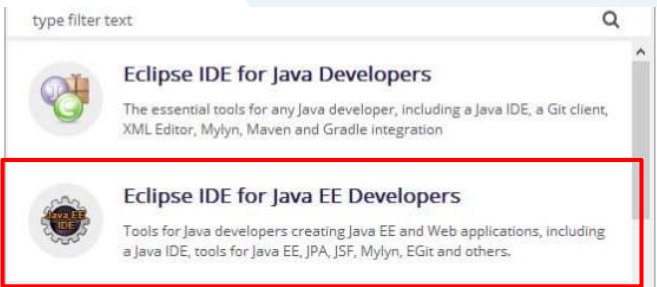 type filter text
Eclipse IDE for Java Developers
The essential tools for any Java developer, including a Java IDE, a Git client,
XML Editor, Mylyn, Maven and Gradle integration
Java EE
IDE
Eclipse IDE for Java EE Developers
Tools for Java developers creating Java EE and Web applications, including
a Java IDE, tools for Java EE, JPA, JSF, Mylyn, EGit and others.